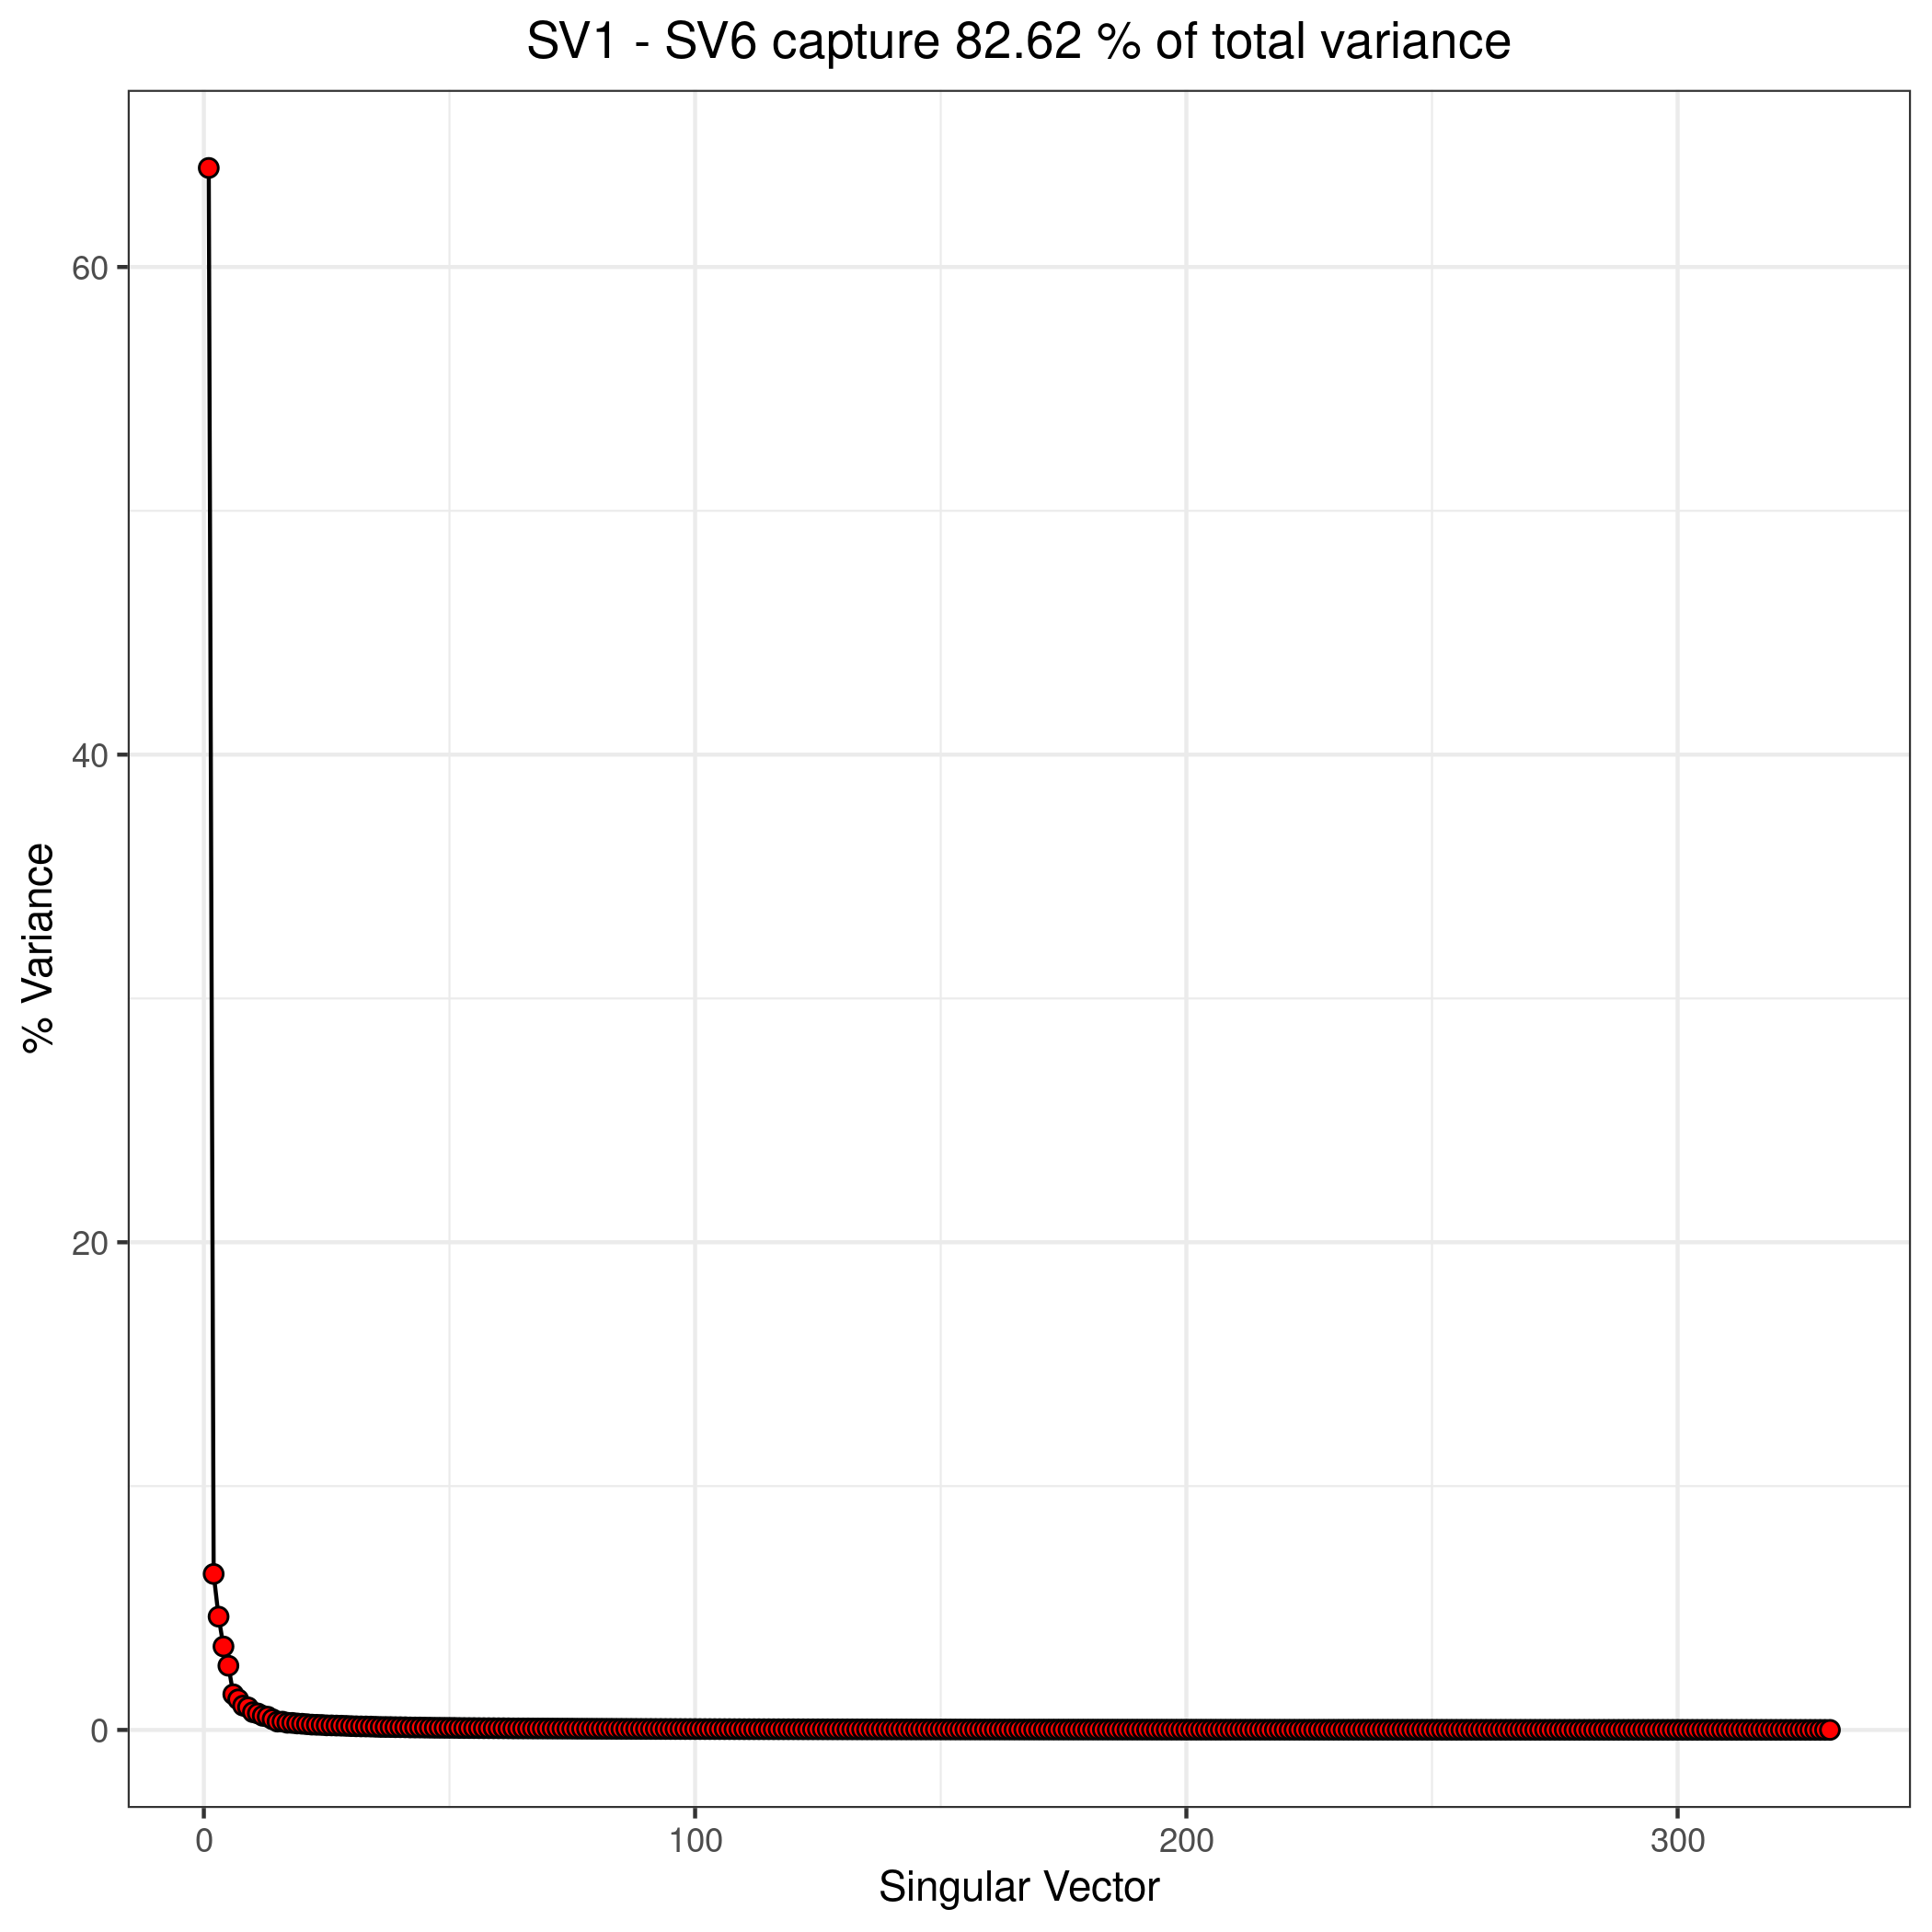 SV1 - SV6 capture 82.62 % of total variance
% Variance
60
40
20
0
0 100 200 300
Singular Vector